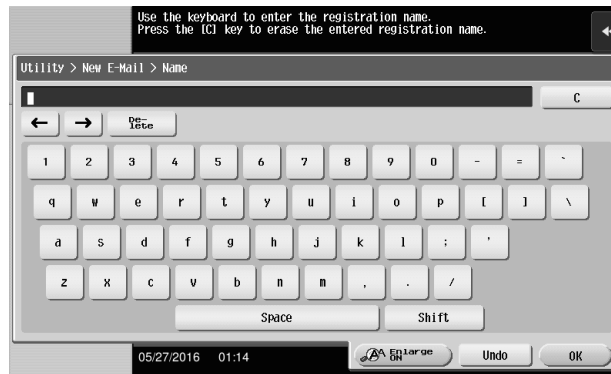 Use the keyboard to enter the registration name.
Press the [C] key to erase the entered registration name.
Utility > New E-Mail > Name
C
← → De-
lete
1 2 3 4 5 6 7 8 9 0 - = `
q w e r t y u i o p [ ] \
a s d f g h j k l ; '
z x c v b n m , . /
Space Shift
05/27/2016 01:14
Enlarge
ON
Undo
OK